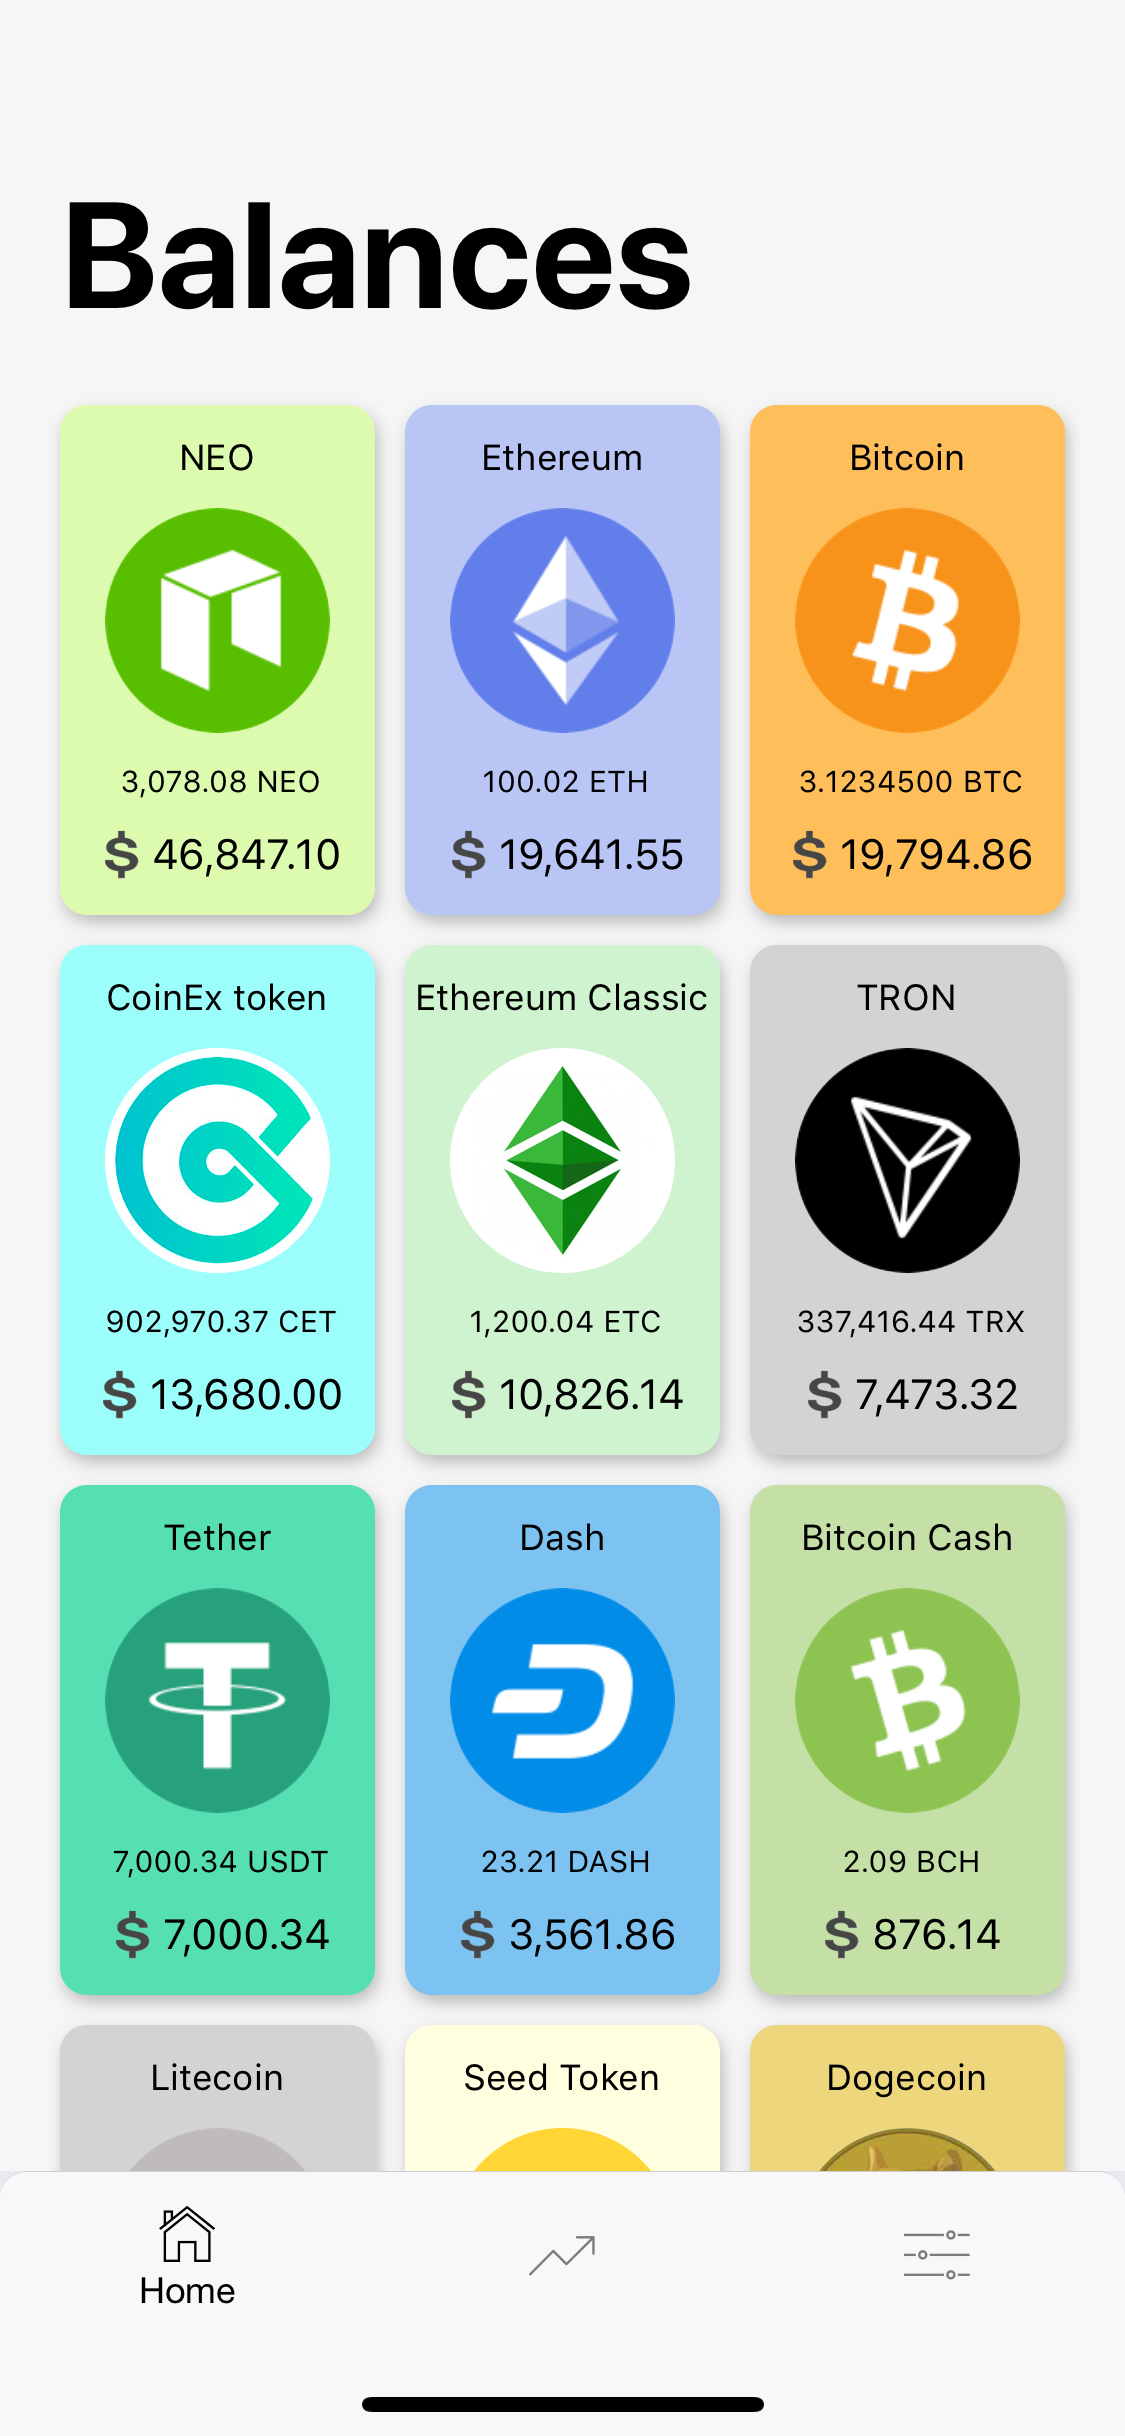 Balances
NEO
3,078.08 NEO
$ 46,847.10
Ethereum
100.02 ETH
$ 19,641.55
Bitcoin
3.1234500 BTC
$ 19,794.86
CoinEx token
902,970.37 CET
$ 13,680.00
Ethereum Classic
1,200.04 ETC
$ 10,826.14
TRON
337,416.44 TRX
$ 7,473.32
Tether
7,000.34 USDT
$ 7,000.34
Dash
23.21 DASH
$ 3,561.86
Bitcoin Cash
2.09 BCH
$ 876.14
Litecoin
Seed Token
Dogecoin
Home